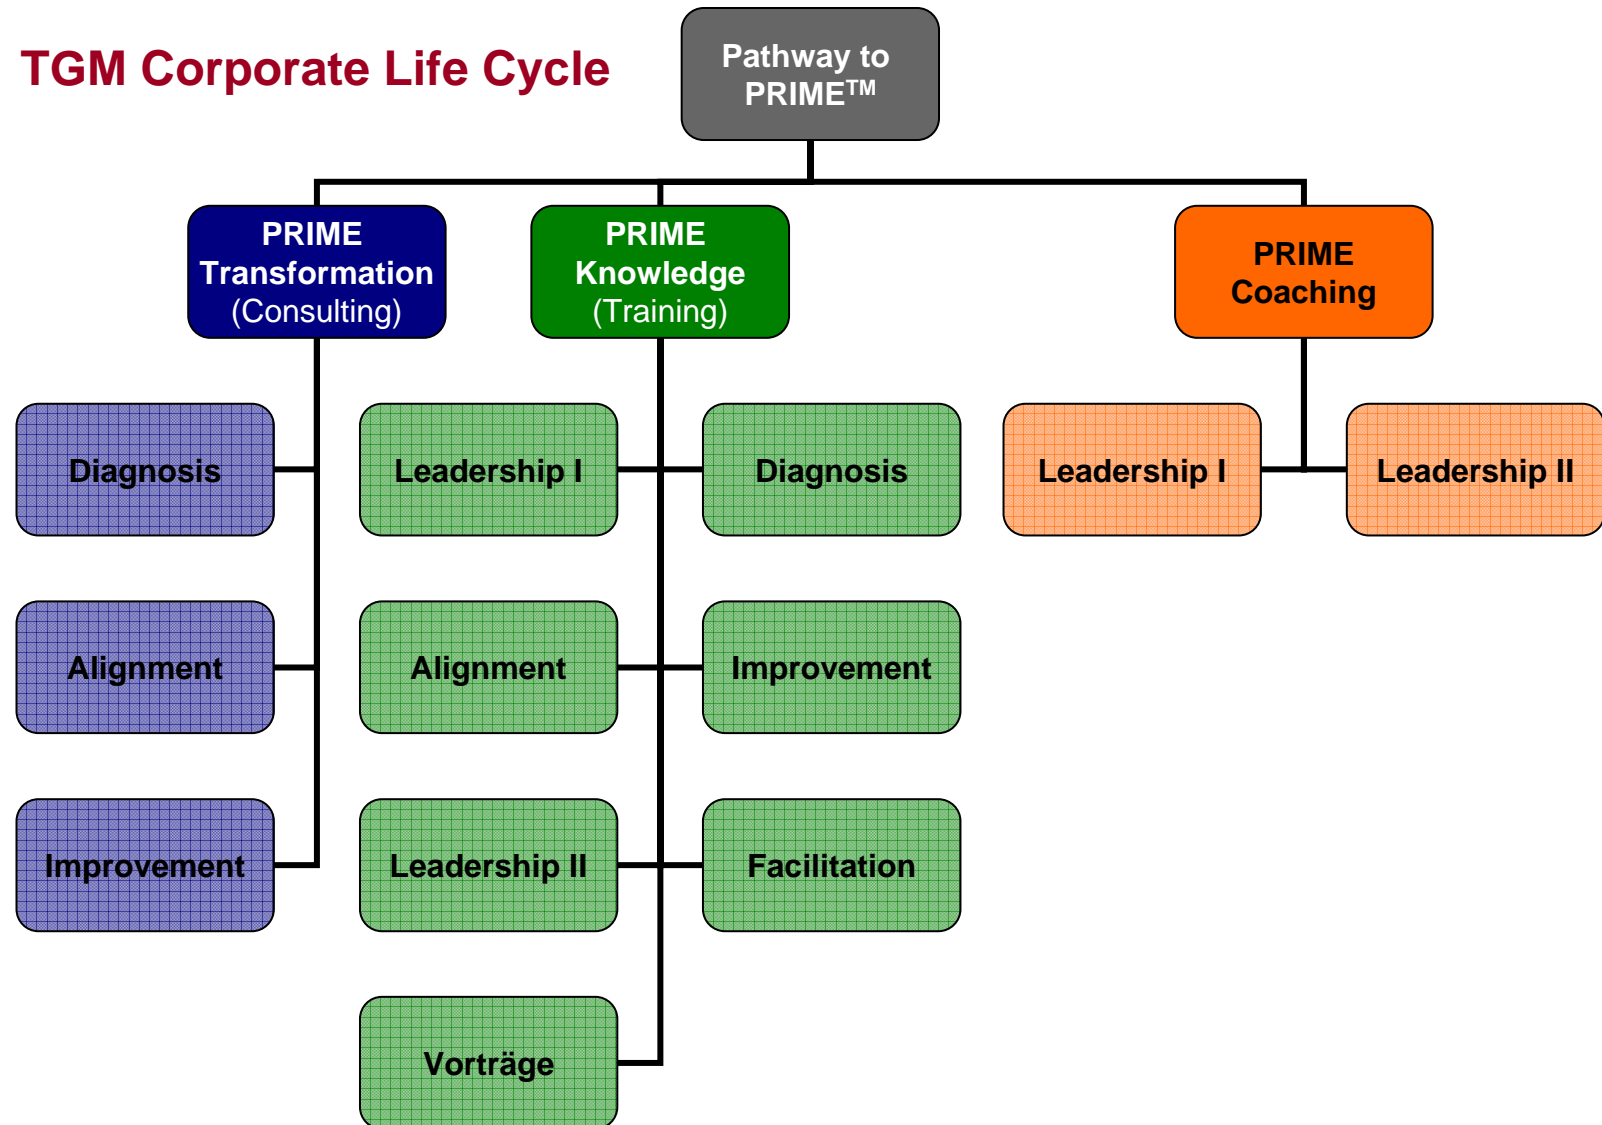 TGM Corporate Life Cycle
Pathway to
PRIME™
PRIME
Transformation
(Consulting)
PRIME
Knowledge
(Training)
PRIME
Coaching
Diagnosis
Leadership I
Diagnosis
Leadership I
Leadership II
Alignment
Alignment
Improvement
Improvement
Leadership II
Facilitation
Vorträge